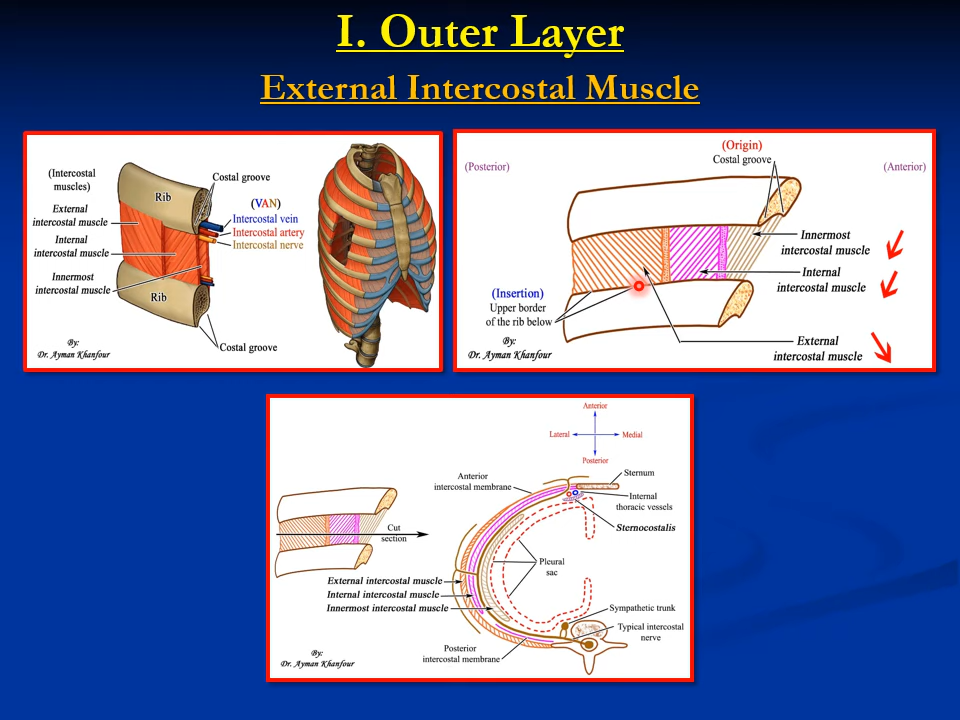 I. Outer Layer
External Intercostal Muscle
(Intercostal
muscles)
External
intercostal muscle
Internal
intercostal muscle
Innermost
intercostal muscle
Rib
Rib
Costal groove
(VAN)
Intercostal vein
Intercostal artery
Intercostal nerve
Costal groove
By:
Dr. Ayman Khanfour
(Posterior)
(Origin)
Costal groove
(Anterior)
Innermost
intercostal muscle
Internal
intercostal muscle
(Insertion)
Upper border
of the rib below
External
intercostal muscle
By:
Dr. Ayman Khanfour
Anterior
Lateral
Medial
Posterior
Anterior
intercostal membrane
Sternum
Internal
thoracic vessels
Sternocostalis
Cut
section
Pleural
sac
External intercostal muscle
Internal intercostal muscle
Innermost intercostal muscle
Sympathetic trunk
Typical intercostal
nerve
Posterior
intercostal membrane
By:
Dr. Ayman Khanfour